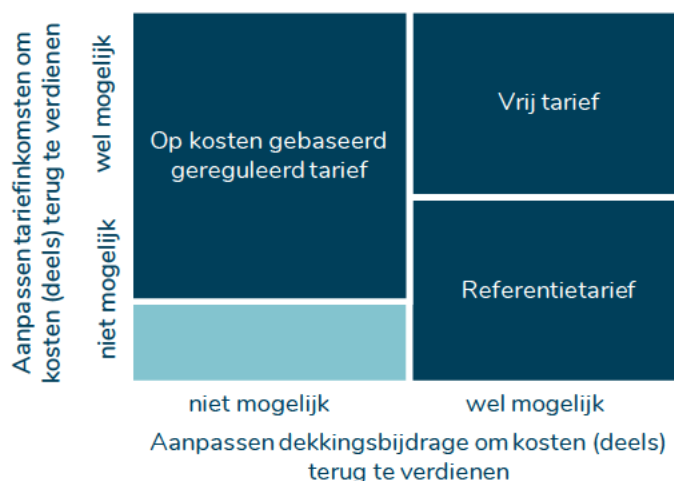 Aanpassen tariefinkomsten om
kosten (deels) terug te verdienen
wel mogelijk
niet mogelijk
Op kosten gebaseerd
gereguleerd tarief
Vrij tarief
Referentietarief
niet mogelijk
wel mogelijk
Aanpassen dekkingsbijdrage om kosten (deels)
terug te verdienen